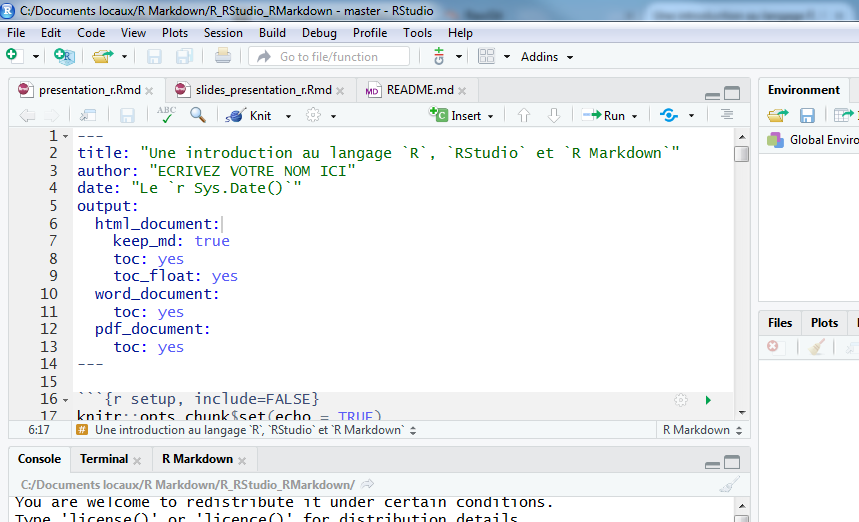 C:/Documents locaux/R Markdown/R_RStudio_RMarkdown - master - RStudio
File Edit Code View Plots Session Build Debug Profile Tools Help
Go to file/function Addins
presentation_r.Rmd slides_presentation_r.Rmd README.md
ABC Knit Insert Run
1 ---
2 title: "Une introduction au langage `R`, `RStudio` et `R Markdown`"
3 author: "ECRIVEZ VOTRE NOM ICI"
4 date: "Le `r Sys.Date()`"
5 output:
6 html_document:
7 keep_md: true
8 toc: yes
9 toc_float: yes
10 word_document:
11 toc: yes
12 pdf_document:
13 toc: yes
14 ---
15
16 ```{r setup, include=FALSE}
17 knitr::opts_chunk$set(echo = TRUE)
6:17 # Une introduction au langage `R`, `RStudio` et `R Markdown` R Markdown
Console Terminal R Markdown
C:/Documents locaux/R Markdown/R_RStudio_RMarkdown/
You are welcome to redistribute it under certain conditions.
Type 'license()' or 'licence()' for distribution details.
Environment
Global Enviro
Files Plots